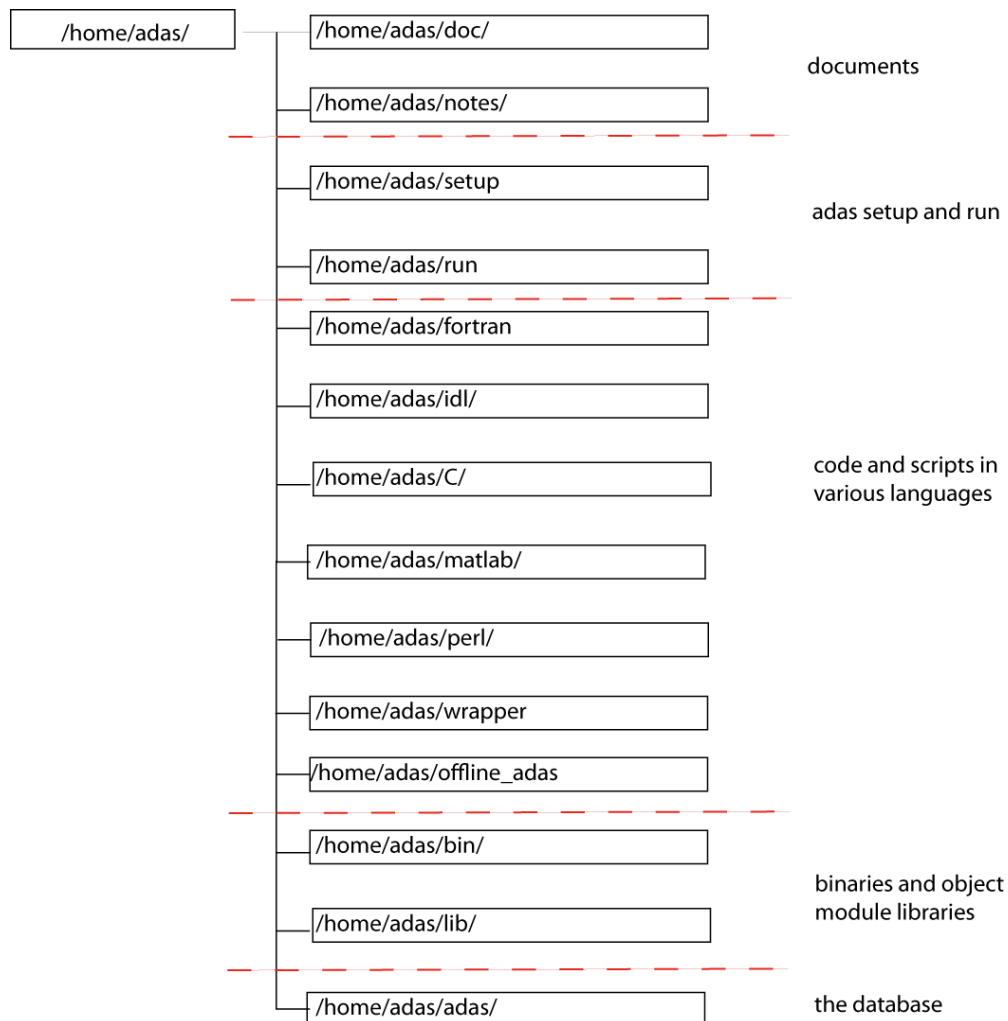 /home/adas/
/home/adas/doc/
documents
/home/adas/notes/
/home/adas/setup
adas setup and run
/home/adas/run
/home/adas/fortran
/home/adas/idl/
code and scripts in
various languages
/home/adas/C/
/home/adas/matlab/
/home/adas/perl/
/home/adas/wrapper
/home/adas/offline_adas
/home/adas/bin/
binaries and object
module libraries
/home/adas/lib/
/home/adas/adas/
the database